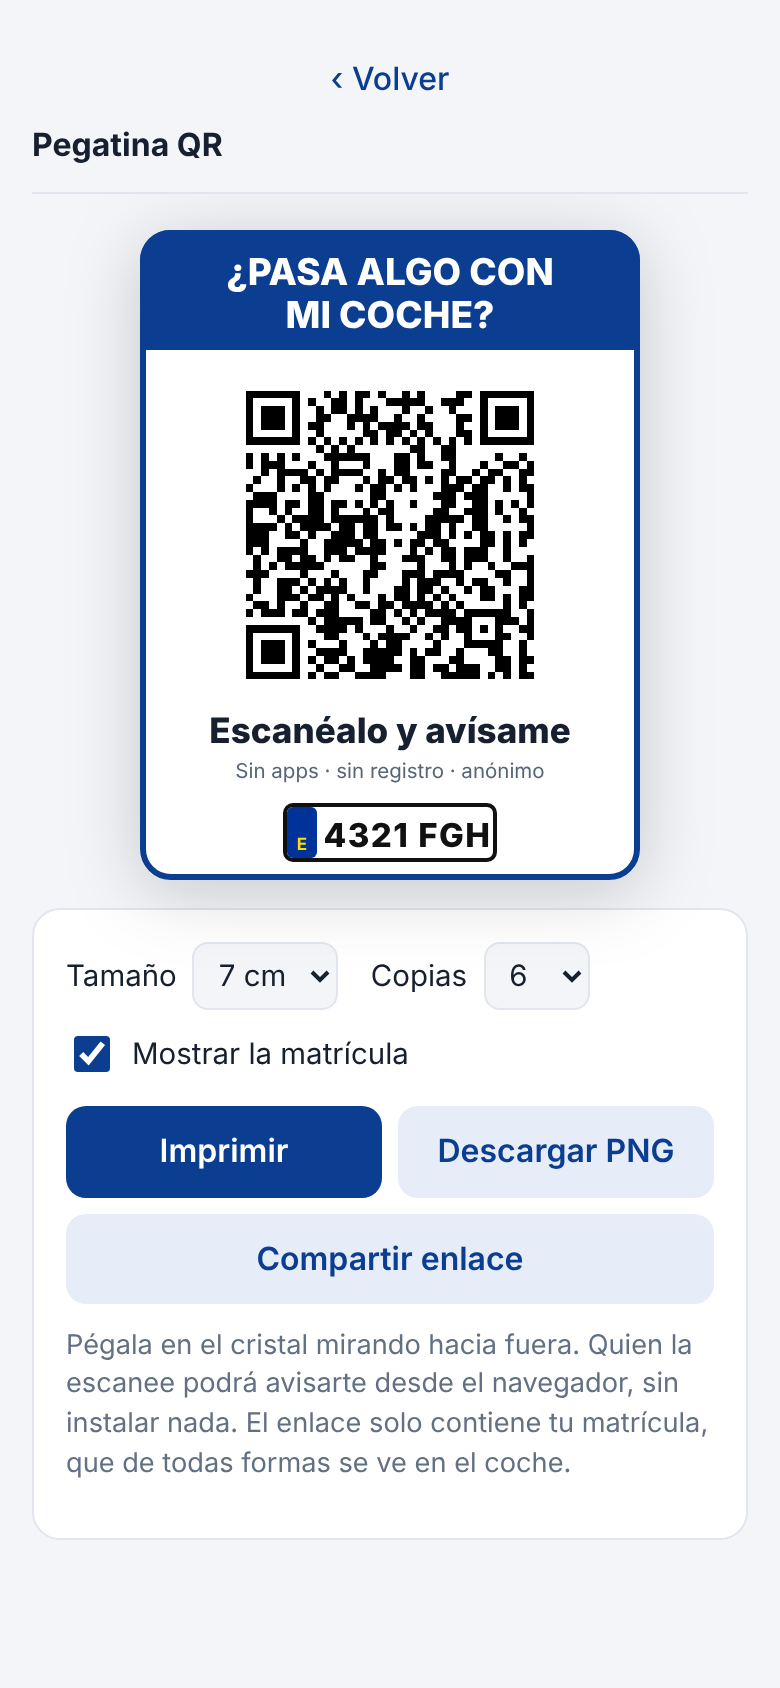 ‹ Volver
Pegatina QR
¿PASA ALGO CON
MI COCHE?
Escanéalo y avísame
Sin apps · sin registro · anónimo
E 4321 FGH
Tamaño 7 cm Copias 6
Mostrar la matrícula
Imprimir Descargar PNG
Compartir enlace
Pégala en el cristal mirando hacia fuera. Quien la
escanee podrá avisarte desde el navegador, sin
instalar nada. El enlace solo contiene tu matrícula,
que de todas formas se ve en el coche.